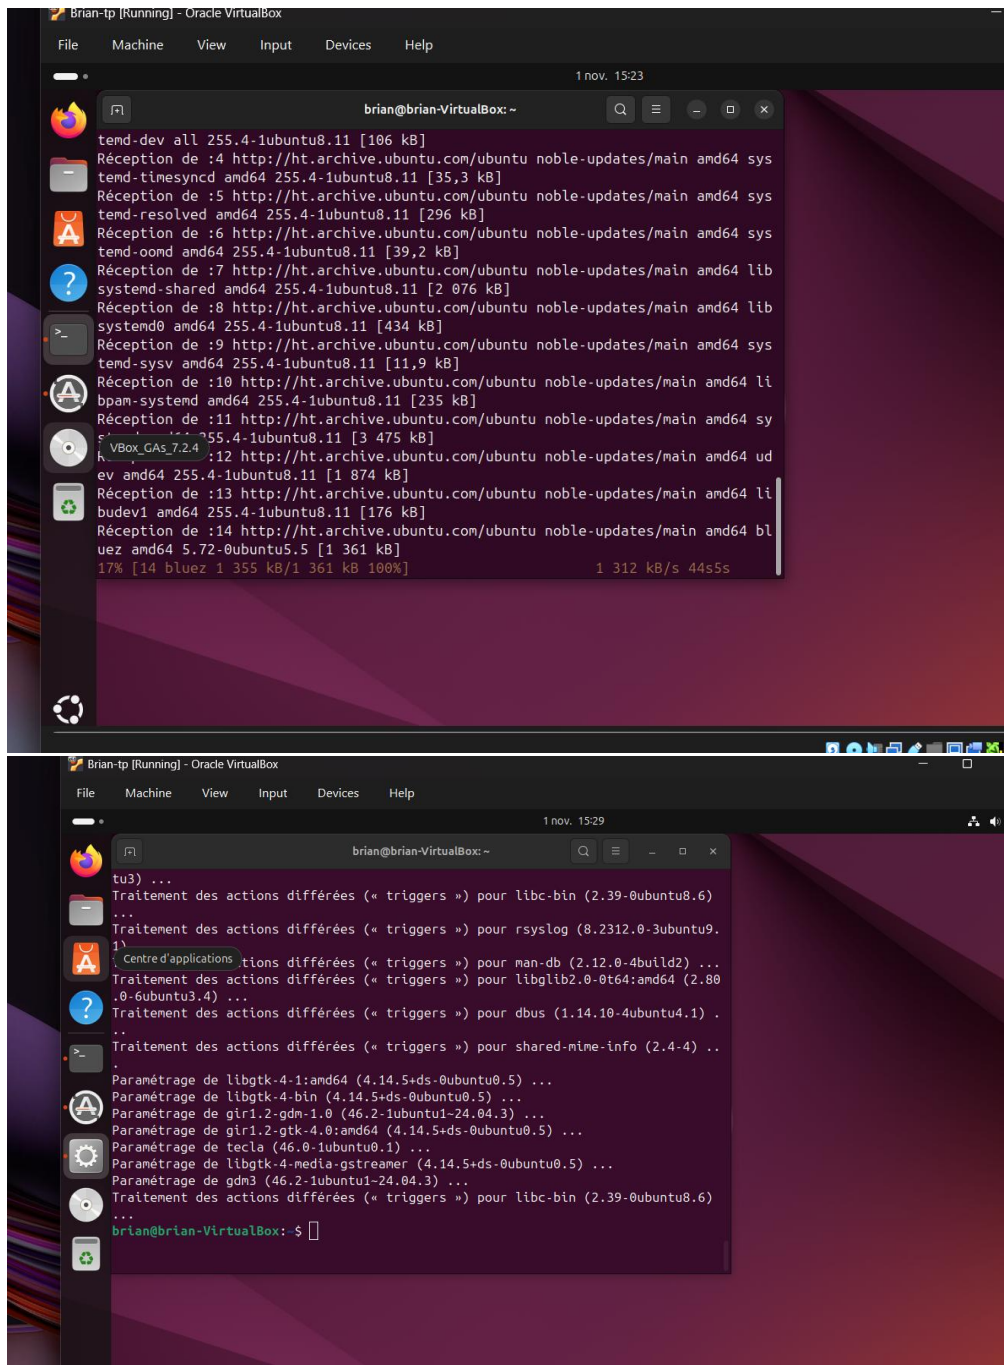 Brian-tp [Running] - Oracle VirtualBox
File Machine View Input Devices Help
1 nov. 15:23
brian@brian-VirtualBox: ~
temd-dev all 255.4-1ubuntu8.11 [106 kB]
Réception de :4 http://ht.archive.ubuntu.com/ubuntu noble-updates/main amd64 sys
temd-timesyncd amd64 255.4-1ubuntu8.11 [35,3 kB]
Réception de :5 http://ht.archive.ubuntu.com/ubuntu noble-updates/main amd64 sys
temd-resolved amd64 255.4-1ubuntu8.11 [296 kB]
Réception de :6 http://ht.archive.ubuntu.com/ubuntu noble-updates/main amd64 sys
temd-oomd amd64 255.4-1ubuntu8.11 [39,2 kB]
Réception de :7 http://ht.archive.ubuntu.com/ubuntu noble-updates/main amd64 lib
systemd-shared amd64 255.4-1ubuntu8.11 [2 076 kB]
Réception de :8 http://ht.archive.ubuntu.com/ubuntu noble-updates/main amd64 lib
systemd0 amd64 255.4-1ubuntu8.11 [434 kB]
Réception de :9 http://ht.archive.ubuntu.com/ubuntu noble-updates/main amd64 sys
temd-sysv amd64 255.4-1ubuntu8.11 [11,9 kB]
Réception de :10 http://ht.archive.ubuntu.com/ubuntu noble-updates/main amd64 li
bpam-systemd amd64 255.4-1ubuntu8.11 [235 kB]
Réception de :11 http://ht.archive.ubuntu.com/ubuntu noble-updates/main amd64 sy
55.4-1ubuntu8.11 [3 475 kB]
VBox_GAs_7.2.4
:12 http://ht.archive.ubuntu.com/ubuntu noble-updates/main amd64 ud
ev amd64 255.4-1ubuntu8.11 [1 874 kB]
Réception de :13 http://ht.archive.ubuntu.com/ubuntu noble-updates/main amd64 li
budev1 amd64 255.4-1ubuntu8.11 [176 kB]
Réception de :14 http://ht.archive.ubuntu.com/ubuntu noble-updates/main amd64 bl
uez amd64 5.72-0ubuntu5.5 [1 361 kB]
17% [14 bluez 1 355 kB/1 361 kB 100%] 1 312 kB/s 44s5s
Brian-tp [Running] - Oracle VirtualBox
File Machine View Input Devices Help
1 nov. 15:29
brian@brian-VirtualBox: ~
tu3) ...
Traitement des actions différées (« triggers ») pour libc-bin (2.39-0ubuntu8.6)
...
Traitement des actions différées (« triggers ») pour rsyslog (8.2312.0-3ubuntu9.
1)
Centre d'applications
ctions différées (« triggers ») pour man-db (2.12.0-4build2) ...
Traitement des actions différées (« triggers ») pour libglib2.0-0t64:amd64 (2.80
.0-6ubuntu3.4) ...
Traitement des actions différées (« triggers ») pour dbus (1.14.10-4ubuntu4.1) .
..
Traitement des actions différées (« triggers ») pour shared-mime-info (2.4-4) ..
.
Paramétrage de libgtk-4-1:amd64 (4.14.5+ds-0ubuntu0.5) ...
Paramétrage de libgtk-4-bin (4.14.5+ds-0ubuntu0.5) ...
Paramétrage de gir1.2-gdm-1.0 (46.2-1ubuntu1~24.04.3) ...
Paramétrage de gir1.2-gtk-4.0:amd64 (4.14.5+ds-0ubuntu0.5) ...
Paramétrage de tecla (46.0-1ubuntu0.1) ...
Paramétrage de libgtk-4-media-gstreamer (4.14.5+ds-0ubuntu0.5) ...
Paramétrage de gdm3 (46.2-1ubuntu1~24.04.3) ...
Traitement des actions différées (« triggers ») pour libc-bin (2.39-0ubuntu8.6)
...
brian@brian-VirtualBox:~$